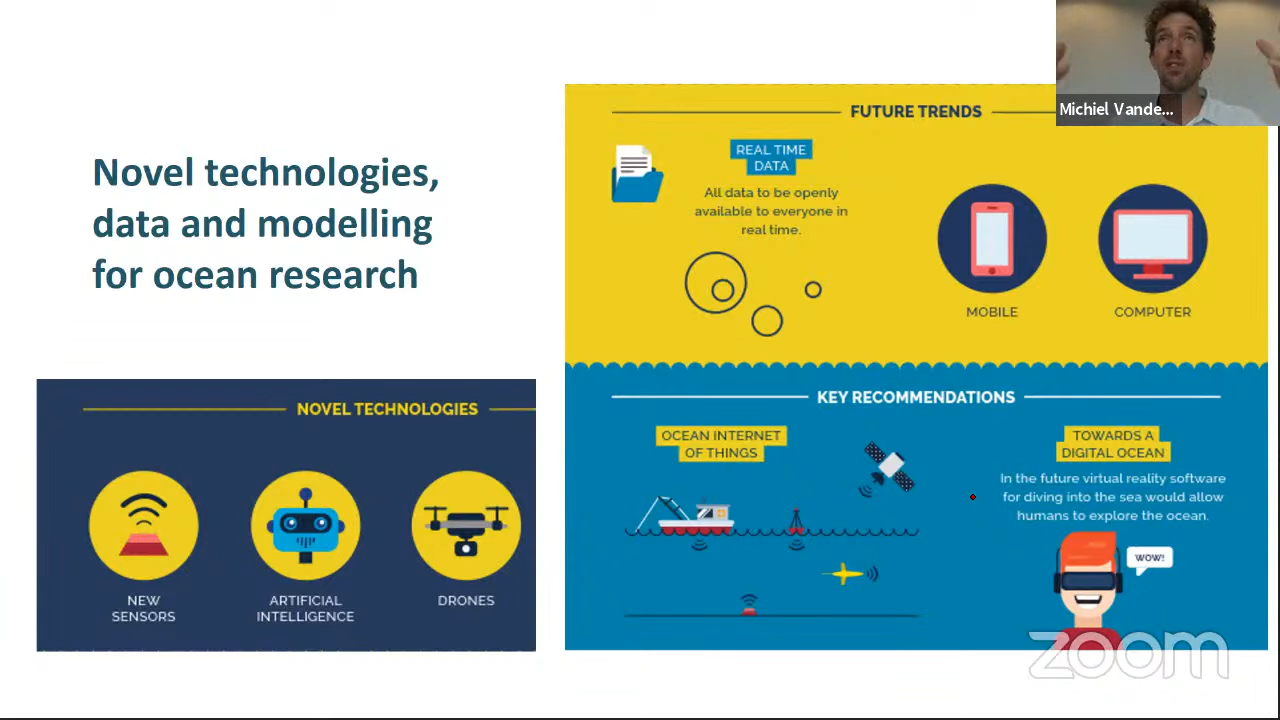 Michiel Vande...
Novel technologies,
data and modelling
for ocean research
FUTURE TRENDS
REAL TIME
DATA
All data to be openly
available to everyone in
real time.
MOBILE
COMPUTER
NOVEL TECHNOLOGIES
NEW
SENSORS
ARTIFICIAL
INTELLIGENCE
DRONES
KEY RECOMMENDATIONS
OCEAN INTERNET
OF THINGS
TOWARDS A
DIGITAL OCEAN
In the future virtual reality software
for diving into the sea would allow
humans to explore the ocean.
WOW!
zoom